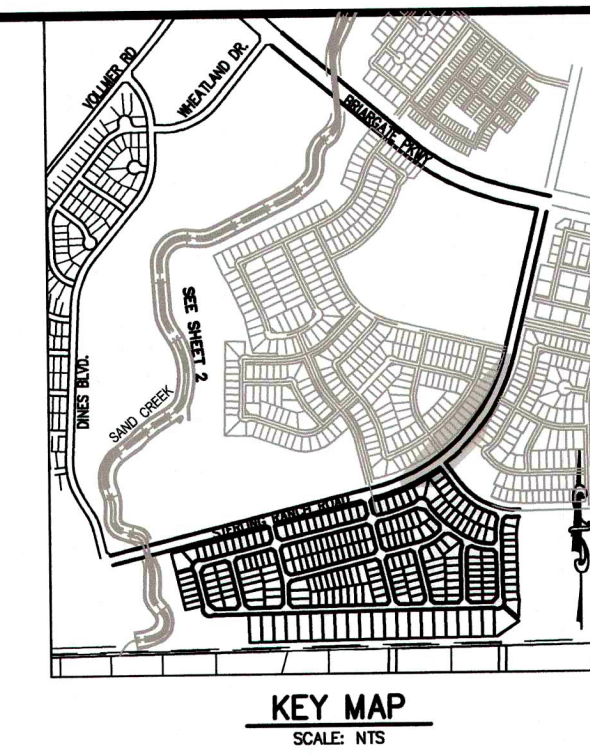 VOLLMER RD
WHEATLAND DR.
BRIARGATE PKWY
SEE SHEET 2
DINES BLVD.
SAND CREEK
STERLING RANCH ROAD
KEY MAP
SCALE: NTS